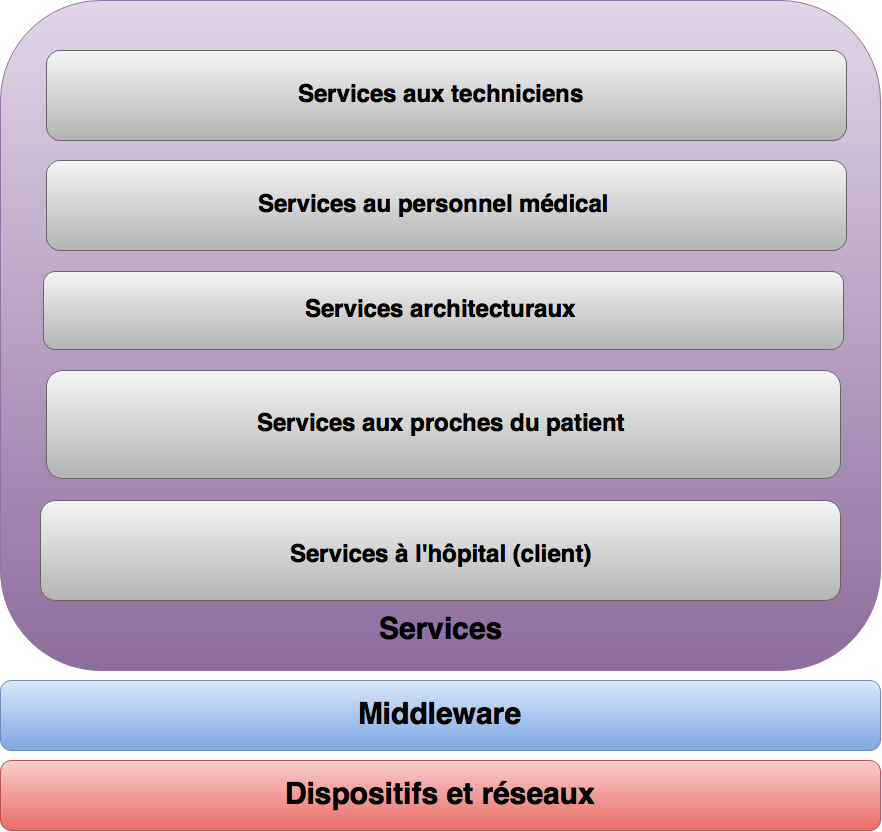 Services aux techniciens
Services au personnel médical
Services architecturaux
Services aux proches du patient
Services à l'hôpital (client)
Services
Middleware
Dispositifs et réseaux